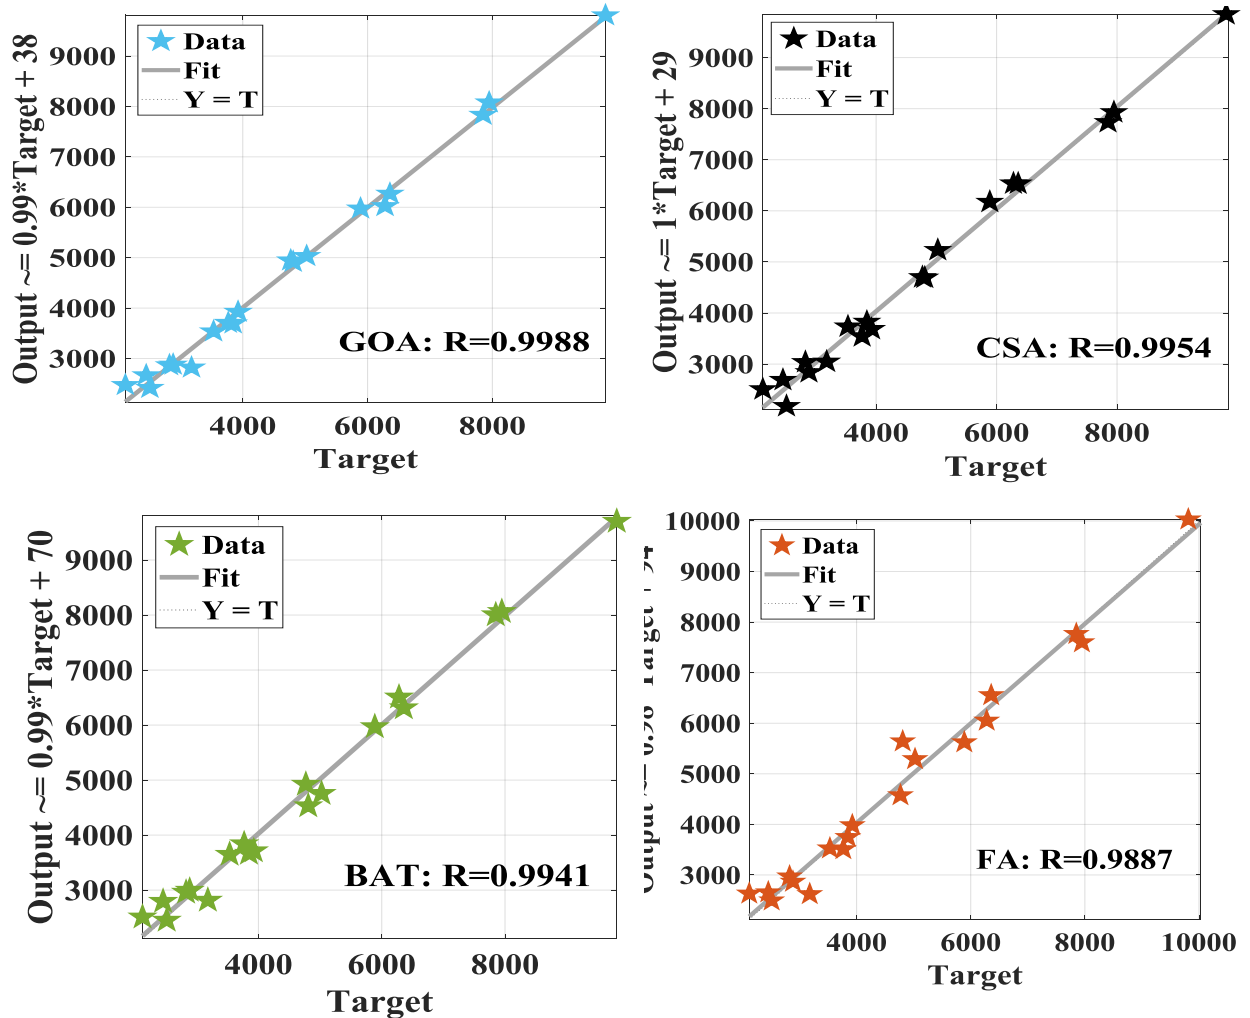 Output ~= 0.99*Target + 38
9000
8000
7000
6000
5000
4000
3000
Data
Fit
Y = T
GOA: R=0.9988
4000 6000 8000
Target
Output ~= 1*Target + 29
9000
8000
7000
6000
5000
4000
3000
Data
Fit
Y = T
CSA: R=0.9954
4000 6000 8000
Target
Output ~= 0.99*Target + 70
9000
8000
7000
6000
5000
4000
3000
Data
Fit
Y = T
BAT: R=0.9941
4000 6000 8000
Target
10000
9000
8000
7000
6000
5000
4000
3000
Data
Fit
Y = T
FA: R=0.9887
4000 6000 8000 10000
Target